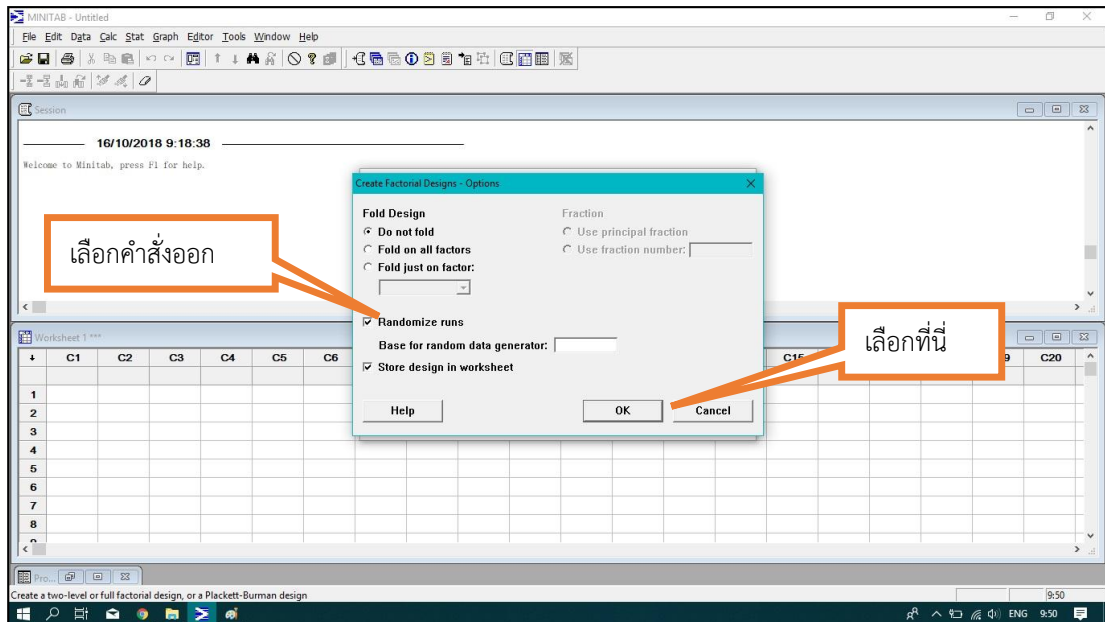 MINITAB - Untitled
File Edit Data Calc Stat Graph Editor Tools Window Help
Session
16/10/2018 9:18:38
Welcome to Minitab, press F1 for help.
Create Factorial Designs - Options
Fold Design
Do not fold
Fold on all factors
Fold just on factor:
Fraction
Use principal fraction
Use fraction number:
เลือกคำสั่งออก
Randomize runs
Base for random data generator:
Store design in worksheet
Help OK Cancel
เลือกที่นี่
Worksheet 1 ***
C1 C2 C3 C4 C5 C6 C15 9 C20
1
2
3
4
5
6
7
8
Pro...
Create a two-level or full factorial design, or a Plackett-Burman design 9:50
ENG 9:50